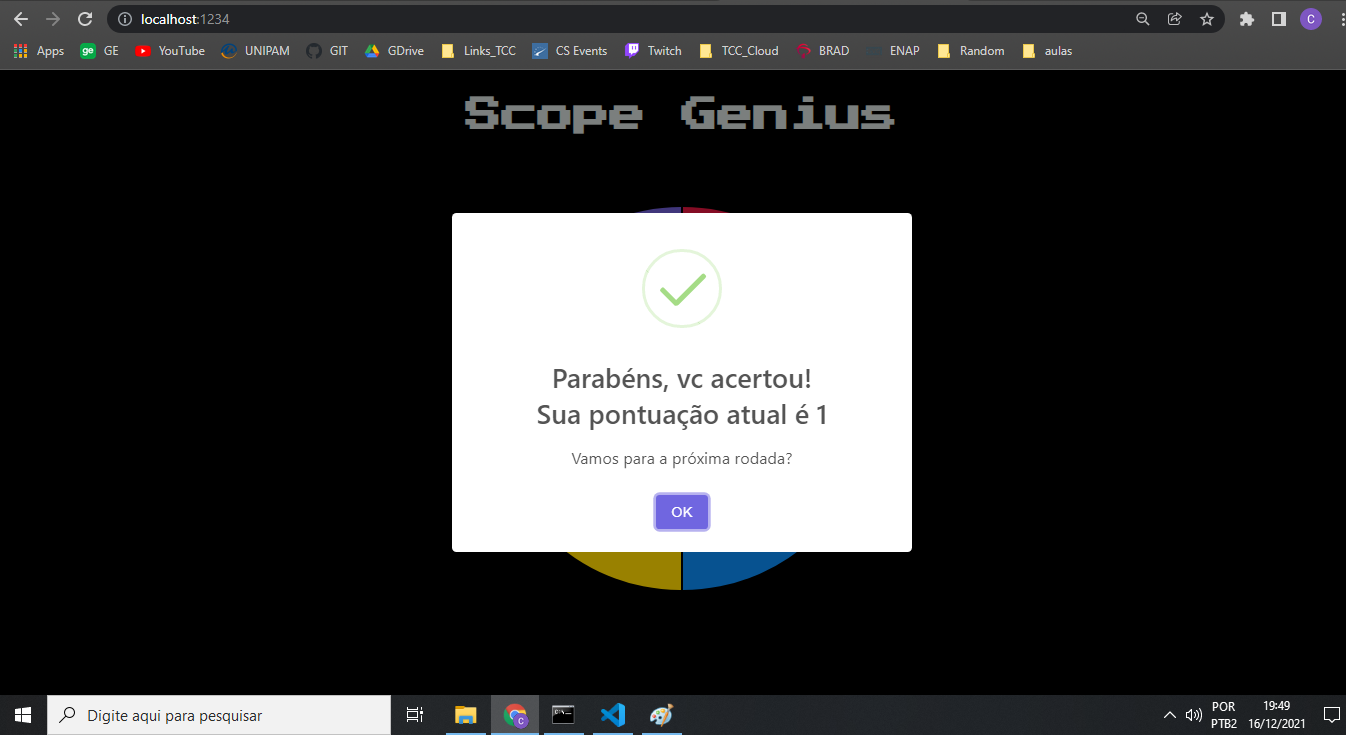 localhost:1234
C
Apps
ge GE
YouTube
UNIPAM
GIT
GDrive
Links_TCC
CS Events
Twitch
TCC_Cloud
BRAD
ENAP
Random
aulas
Scope Genius
Parabéns, vc acertou!
Sua pontuação atual é 1
Vamos para a próxima rodada?
OK
Digite aqui para pesquisar
C
POR
PTB2
19:49
16/12/2021